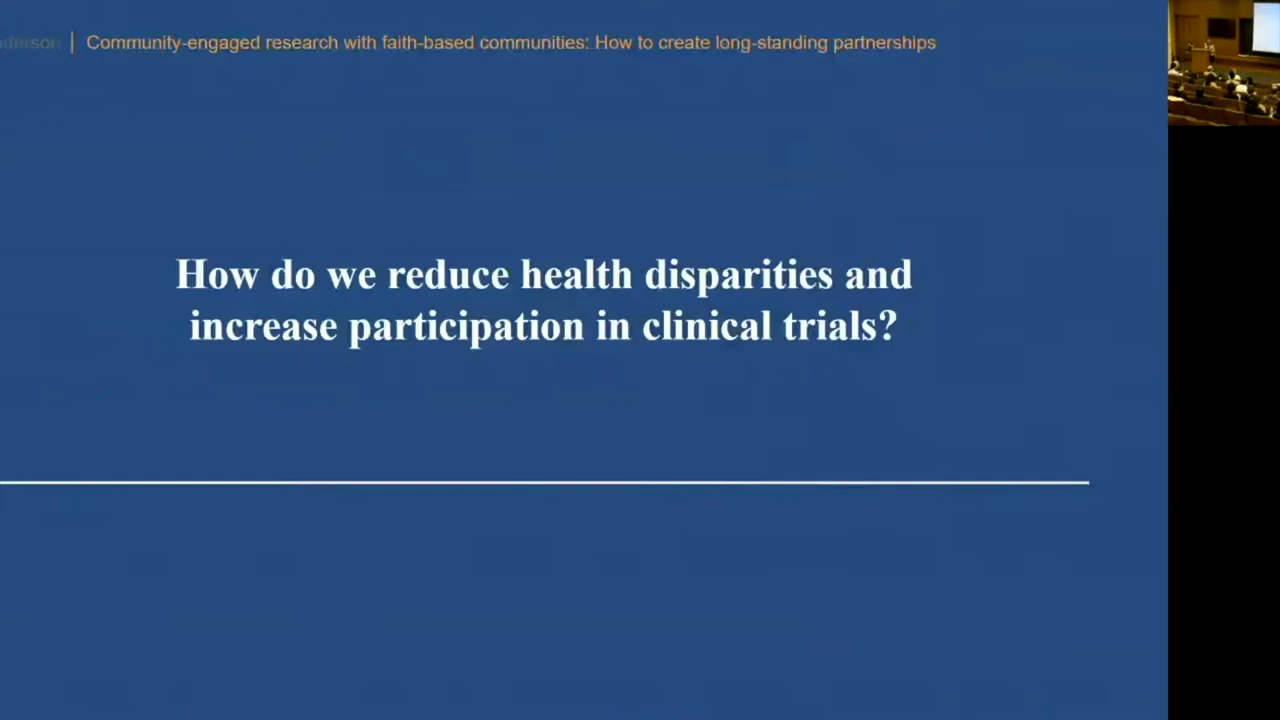 Community-engaged research with faith-based communities: How to create long-standing partnerships
How do we reduce health disparities and
increase participation in clinical trials?